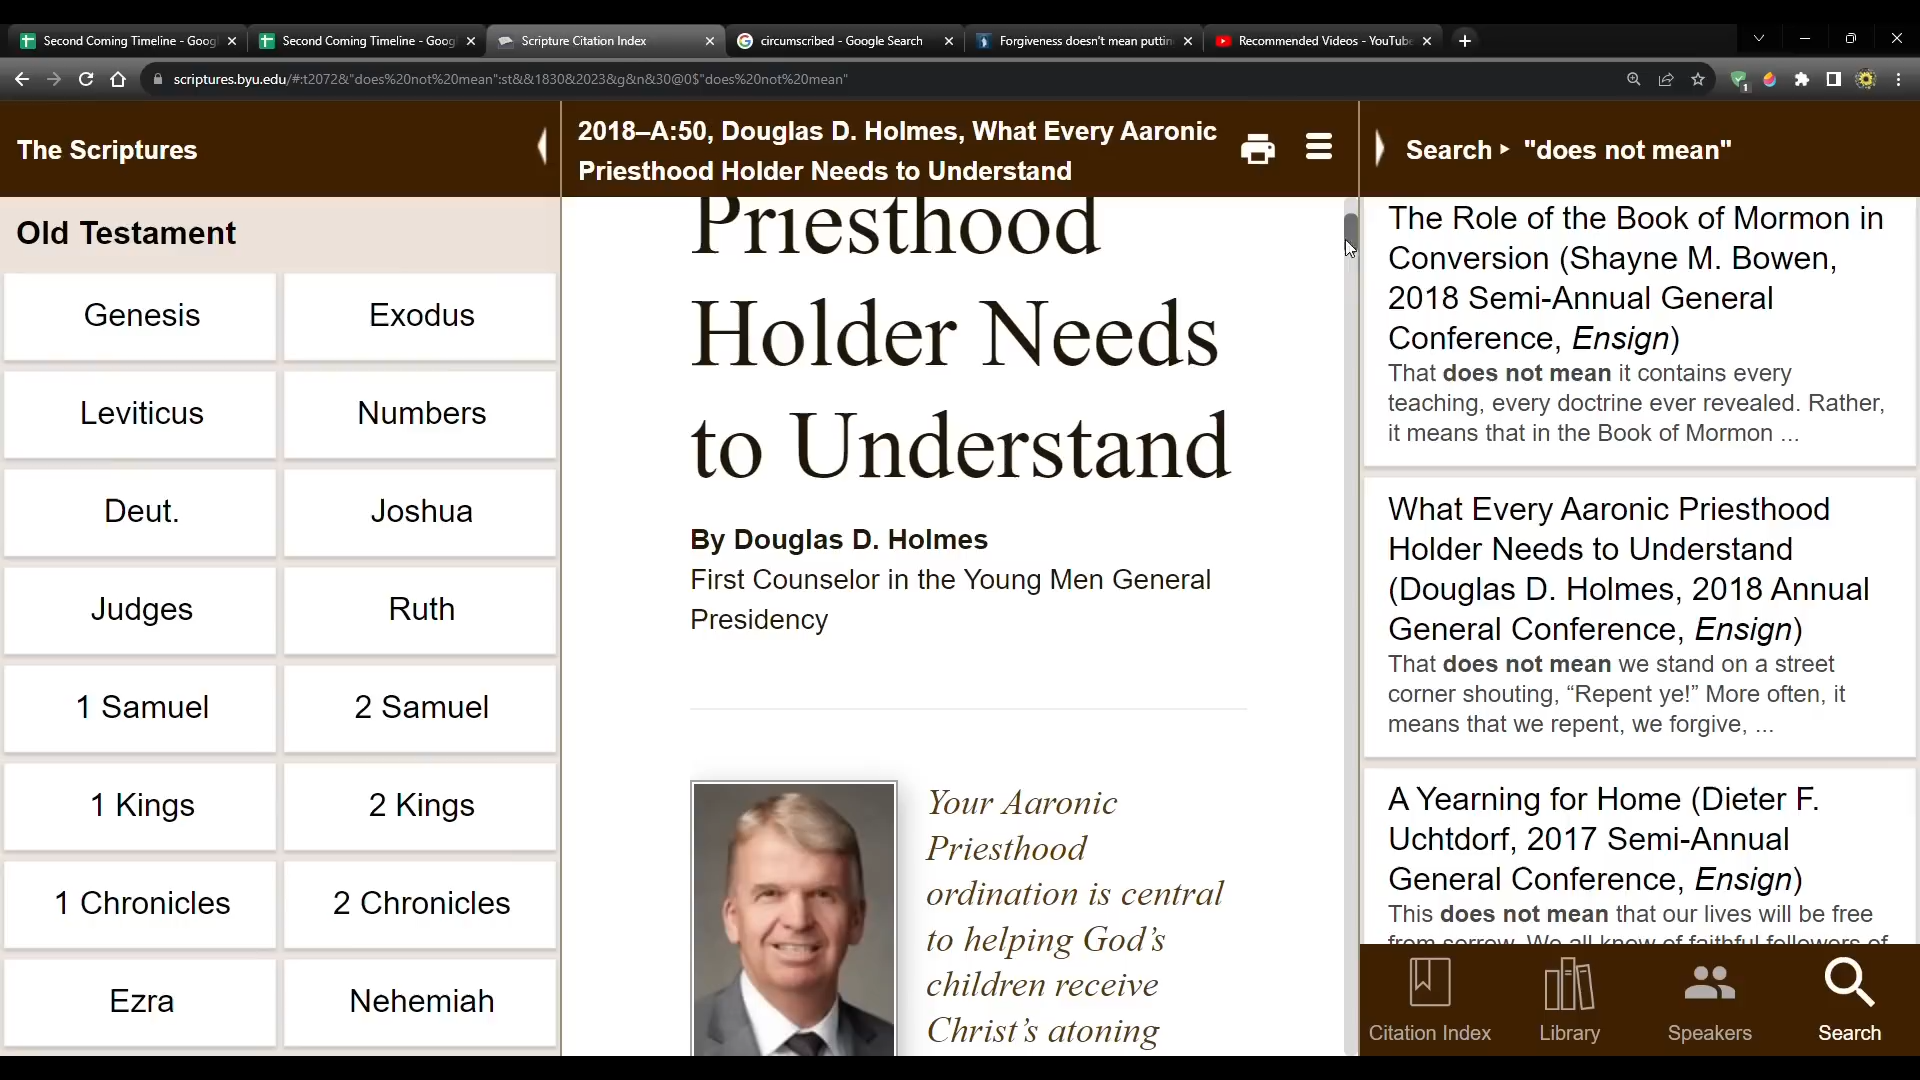 Second Coming Timeline - Goog
Second Coming Timeline - Goog
Scripture Citation Index
circumscribed - Google Search
Forgiveness doesn't mean puttin
Recommended Videos - YouTube
scriptures.byu.edu/#:t2072&"does%20not%20mean":st&&1830&2023&g&n&30@0$"does%20not%20mean"
1
The Scriptures
Old Testament
Genesis
Exodus
Leviticus
Numbers
Deut.
Joshua
Judges
Ruth
1 Samuel
2 Samuel
1 Kings
2 Kings
1 Chronicles
2 Chronicles
Ezra
Nehemiah
2018–A:50, Douglas D. Holmes, What Every Aaronic
Priesthood Holder Needs to Understand
Priesthood
Holder Needs
to Understand
By Douglas D. Holmes
First Counselor in the Young Men General
Presidency
Your Aaronic
Priesthood
ordination is central
to helping God’s
children receive
Christ’s atoning
Search ▸ "does not mean"
The Role of the Book of Mormon in
Conversion (Shayne M. Bowen,
2018 Semi-Annual General
Conference, Ensign)
That does not mean it contains every
teaching, every doctrine ever revealed. Rather,
it means that in the Book of Mormon ...
What Every Aaronic Priesthood
Holder Needs to Understand
(Douglas D. Holmes, 2018 Annual
General Conference, Ensign)
That does not mean we stand on a street
corner shouting, “Repent ye!” More often, it
means that we repent, we forgive, ...
A Yearning for Home (Dieter F.
Uchtdorf, 2017 Semi-Annual
General Conference, Ensign)
This does not mean that our lives will be free
from sorrow. We all know of faithful followers of
Citation Index
Library
Speakers
Search